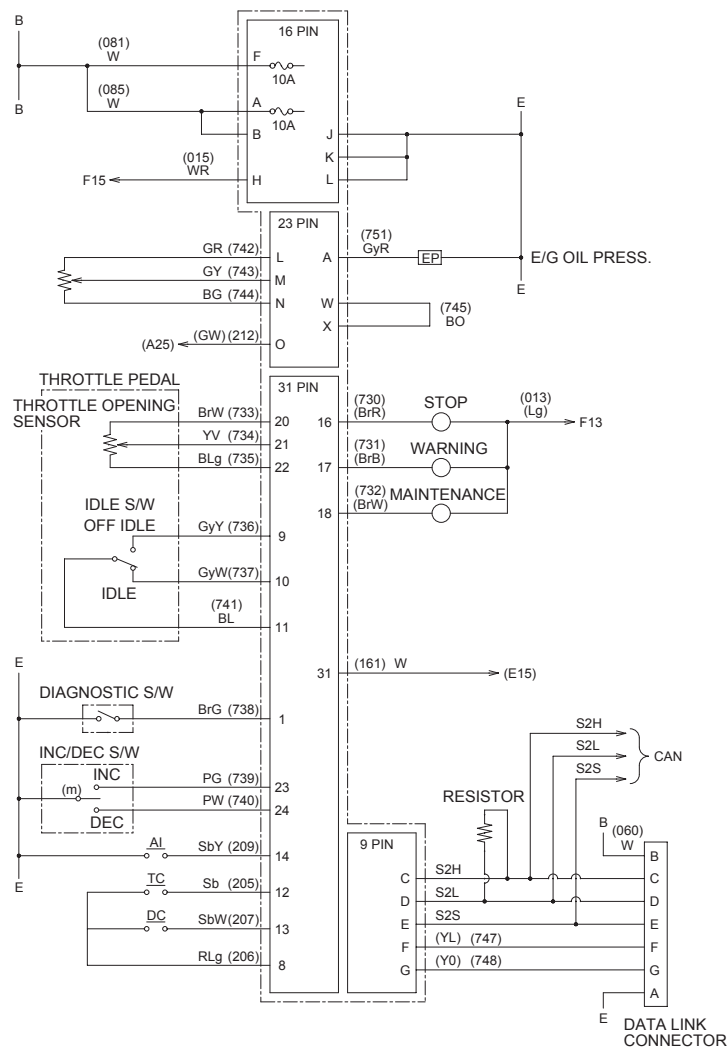 B
16 PIN
(081)
W
F
10A
(085)
W
A
10A
B
B
E
J
K
L
(015)
WR
F15
H
23 PIN
GR (742)
L
GY (743)
M
BG (744)
N
(GW) (212)
(A25)
O
(751)
GyR
A
EP
E/G OIL PRESS.
E
W
X
(745)
BO
THROTTLE PEDAL
THROTTLE OPENING
SENSOR
31 PIN
BrW (733)
20
YV (734)
21
BLg (735)
22
(730)
(BrR)
16
STOP
(013)
(Lg)
F13
(731)
(BrB)
17
WARNING
(732)
(BrW)
18
MAINTENANCE
IDLE S/W
OFF IDLE
GyY (736)
9
GyW(737)
10
IDLE
(741)
BL
11
31
(161) W
(E15)
E
DIAGNOSTIC S/W
BrG (738)
1
INC/DEC S/W
(m)
INC
PG (739)
23
PW (740)
24
DEC
AI
SbY (209)
14
E
TC
Sb (205)
12
DC
SbW(207)
13
RLg (206)
8
S2H
S2L
S2S
CAN
RESISTOR
9 PIN
B
(060)
W
B
C
S2H
C
D
S2L
D
E
S2S
E
F
(YL) (747)
F
G
(Y0) (748)
G
A
E
DATA LINK
CONNECTOR